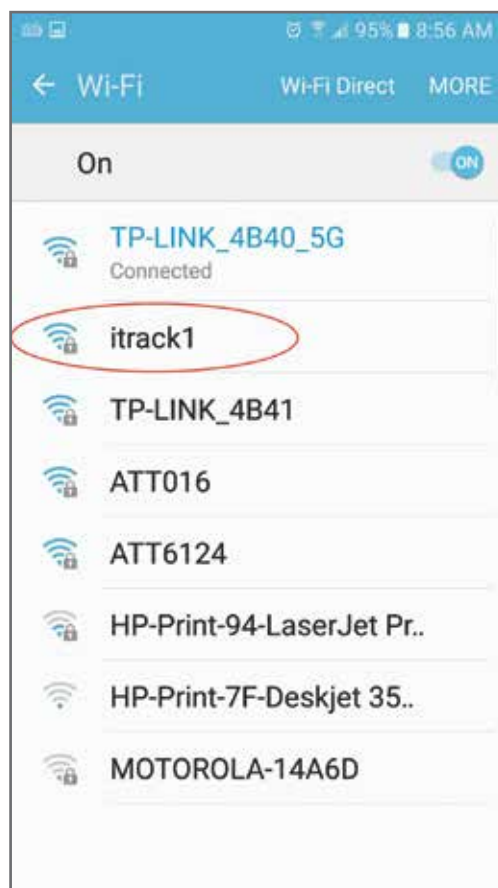 95% 8:56 AM
Wi-Fi Wi-Fi Direct MORE
On ON
TP-LINK_4B40_5G
Connected
itrack1
TP-LINK_4B41
ATT016
ATT6124
HP-Print-94-LaserJet Pr..
HP-Print-7F-Deskjet 35..
MOTOROLA-14A6D